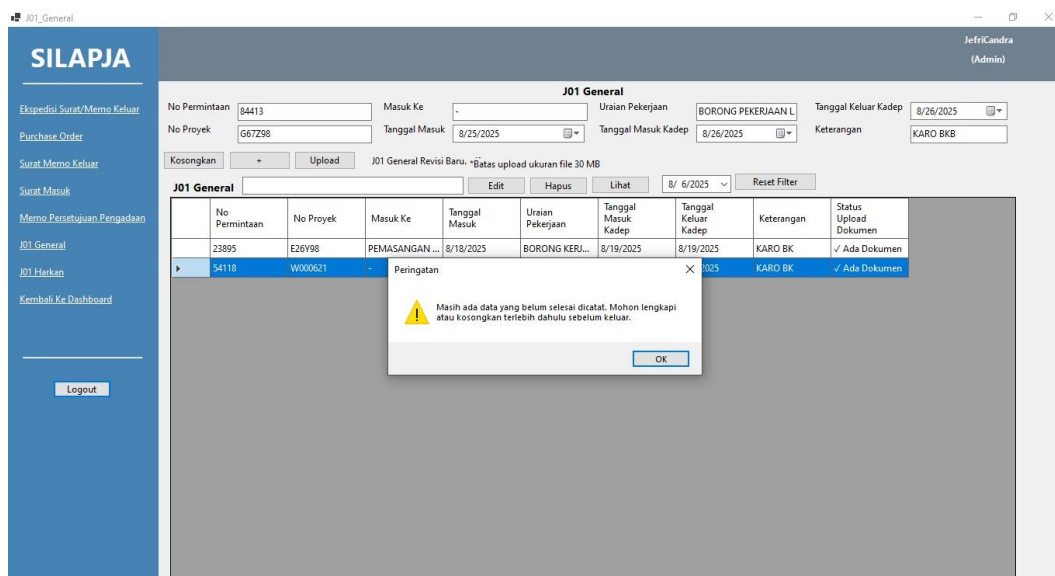 J01_General
SILAPJA
JefriCandra
(Admin)
Ekspedisi Surat/Memo Keluar
Purchase Order
Surat Memo Keluar
Surat Masuk
Memo Persetujuan Pengadaan
J01 General
J01 Harkan
Kembali Ke Dashboard
Logout
J01 General
No Permintaan 84413 Masuk Ke - Uraian Pekerjaan BORONG PEKERJAAN L Tanggal Keluar Kadep 8/26/2025
No Proyek G67Z98 Tanggal Masuk 8/25/2025 Tanggal Masuk Kadep 8/26/2025 Keterangan KARO BKB
Kosongkan + Upload J01 General Revisi Baru. *Batas upload ukuran file 30 MB
J01 General Edit Hapus Lihat 8/ 6/2025 Reset Filter
No Permintaan No Proyek Masuk Ke Tanggal Masuk Uraian Pekerjaan Tanggal Masuk Kadep Tanggal Keluar Kadep Keterangan Status Upload Dokumen
23895 E26Y98 PEMASANGAN ... 8/18/2025 BORONG KERJ... 8/19/2025 8/19/2025 KARO BK ✓ Ada Dokumen
54118 W000621 - 2025 KARO BK ✓ Ada Dokumen
Peringatan
Masih ada data yang belum selesai dicatat. Mohon lengkapi
atau kosongkan terlebih dahulu sebelum keluar.
OK